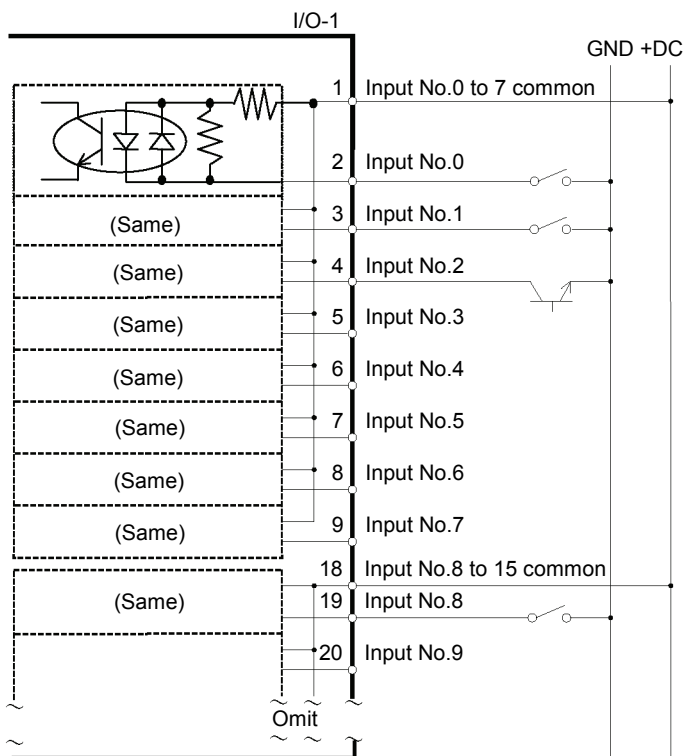 I/O-1
GND +DC
1 Input No.0 to 7 common
2 Input No.0
(Same) 3 Input No.1
(Same) 4 Input No.2
(Same) 5 Input No.3
(Same) 6 Input No.4
(Same) 7 Input No.5
(Same) 8 Input No.6
(Same) 9 Input No.7
18 Input No.8 to 15 common
(Same) 19 Input No.8
20 Input No.9
Omit